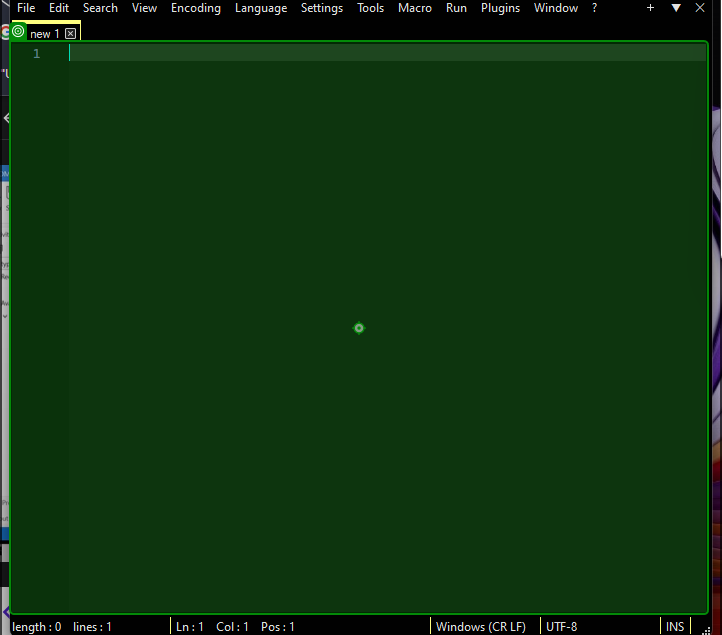 File Edit Search View Encoding Language Settings Tools Macro Run Plugins Window ? + ▼ ✕
new 1
1
length : 0 lines : 1 Ln : 1 Col : 1 Pos : 1 Windows (CR LF) UTF-8 INS